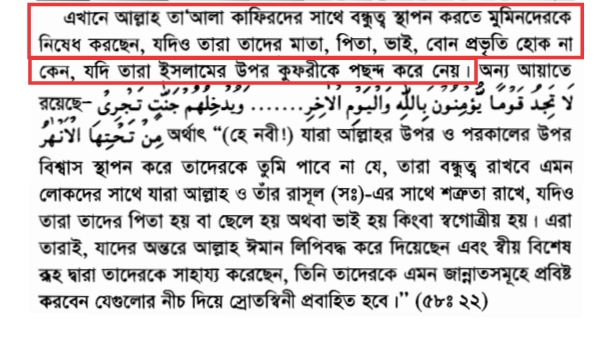 এখানে আল্লাহ তা'আলা কাফিরদের সাথে বন্ধুত্ব স্থাপন করতে মুমিনদেরকে
নিষেধ করছেন, যদিও তারা তাদের মাতা, পিতা, ভাই, বোন প্রভৃতি হোক না
কেন, যদি তারা ইসলামের উপর কুফরীকে পছন্দ করে নেয়। অন্য আয়াতে
রয়েছে– لَا تَجِدُ قَوْمًا يُؤْمِنُونَ بِاللّٰهِ وَالْيَوْمِ الْاٰخِرِ........ وَيُدْخِلُهُمْ جَنّٰتٍ تَجْرِىْ
مِنْ تَحْتِهَا الْاَنْهٰرُ অর্থাৎ “(হে নবী!) যারা আল্লাহর উপর ও পরকালের উপর
বিশ্বাস স্থাপন করে তাদেরকে তুমি পাবে না যে, তারা বন্ধুত্ব রাখবে এমন
লোকদের সাথে যারা আল্লাহ ও তাঁর রাসূল (সঃ)-এর সাথে শত্রুতা রাখে, যদিও
তারা তাদের পিতা হয় বা ছেলে হয় অথবা ভাই হয় কিংবা স্বগোত্রীয় হয়। এরা
তারাই, যাদের অন্তরে আল্লাহ ঈমান লিপিবদ্ধ করে দিয়েছেন এবং স্বীয় বিশেষ
রূহ দ্বারা তাদেরকে সাহায্য করেছেন, তিনি তাদেরকে এমন জান্নাতসমূহে প্রবিষ্ট
করবেন যেগুলোর নীচ দিয়ে স্রোতস্বিনী প্রবাহিত হবে।” (৫৮ঃ ২২)